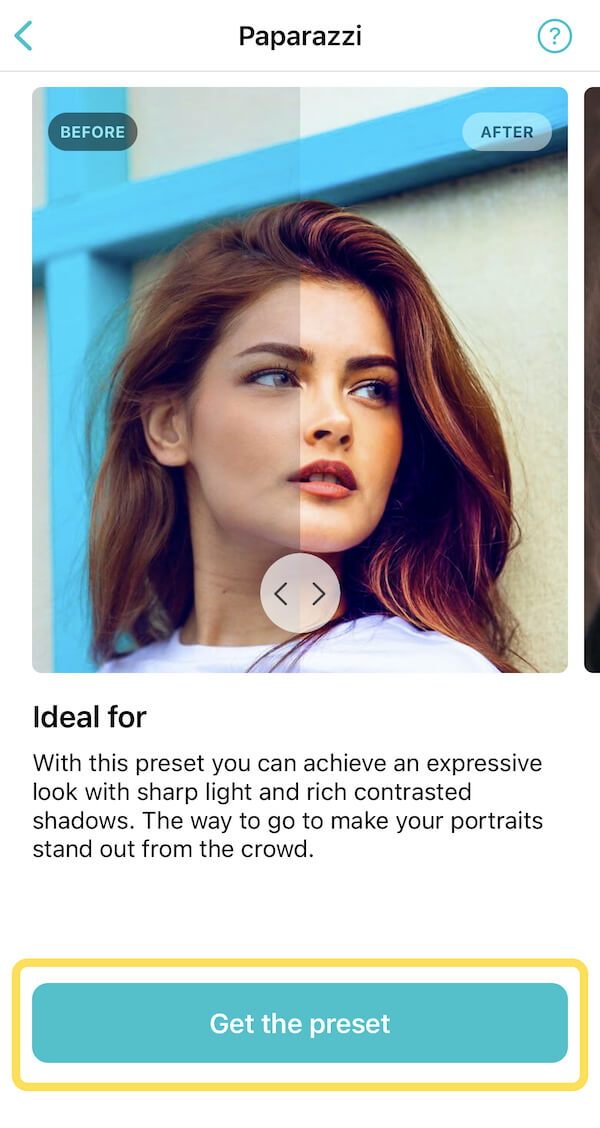 Paparazzi
?
BEFORE
AFTER
Ideal for
With this preset you can achieve an expressive
look with sharp light and rich contrasted
shadows. The way to go to make your portraits
stand out from the crowd.
Get the preset